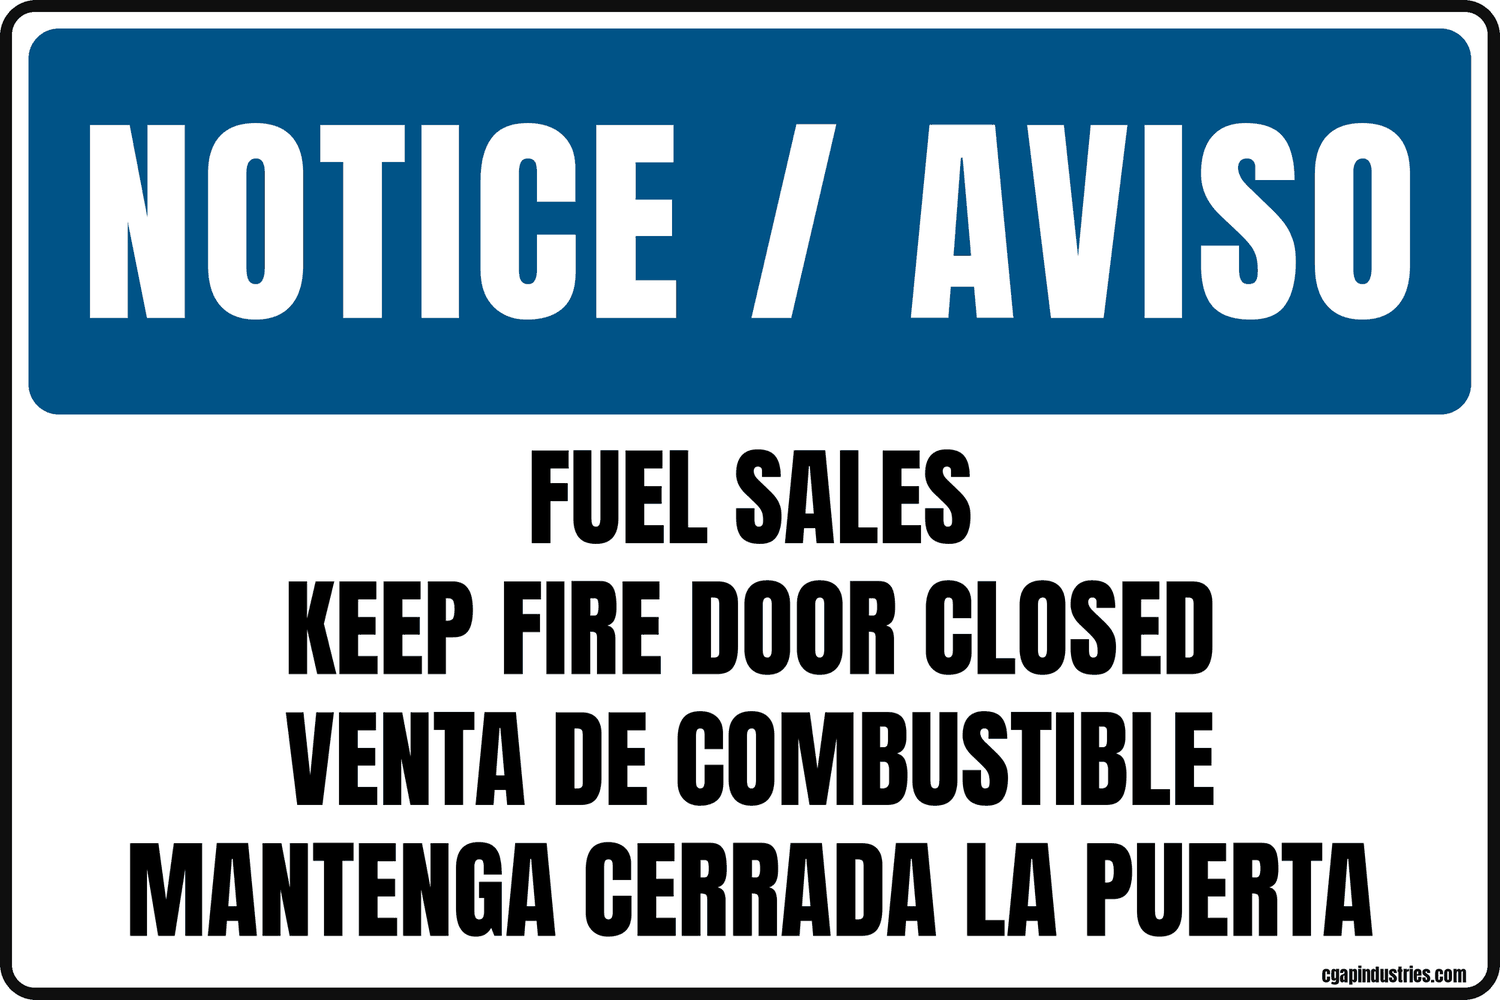 NOTICE / AVISO
FUEL SALES
KEEP FIRE DOOR CLOSED
VENTA DE COMBUSTIBLE
MANTENGA CERRADA LA PUERTA
cgapindustries.com